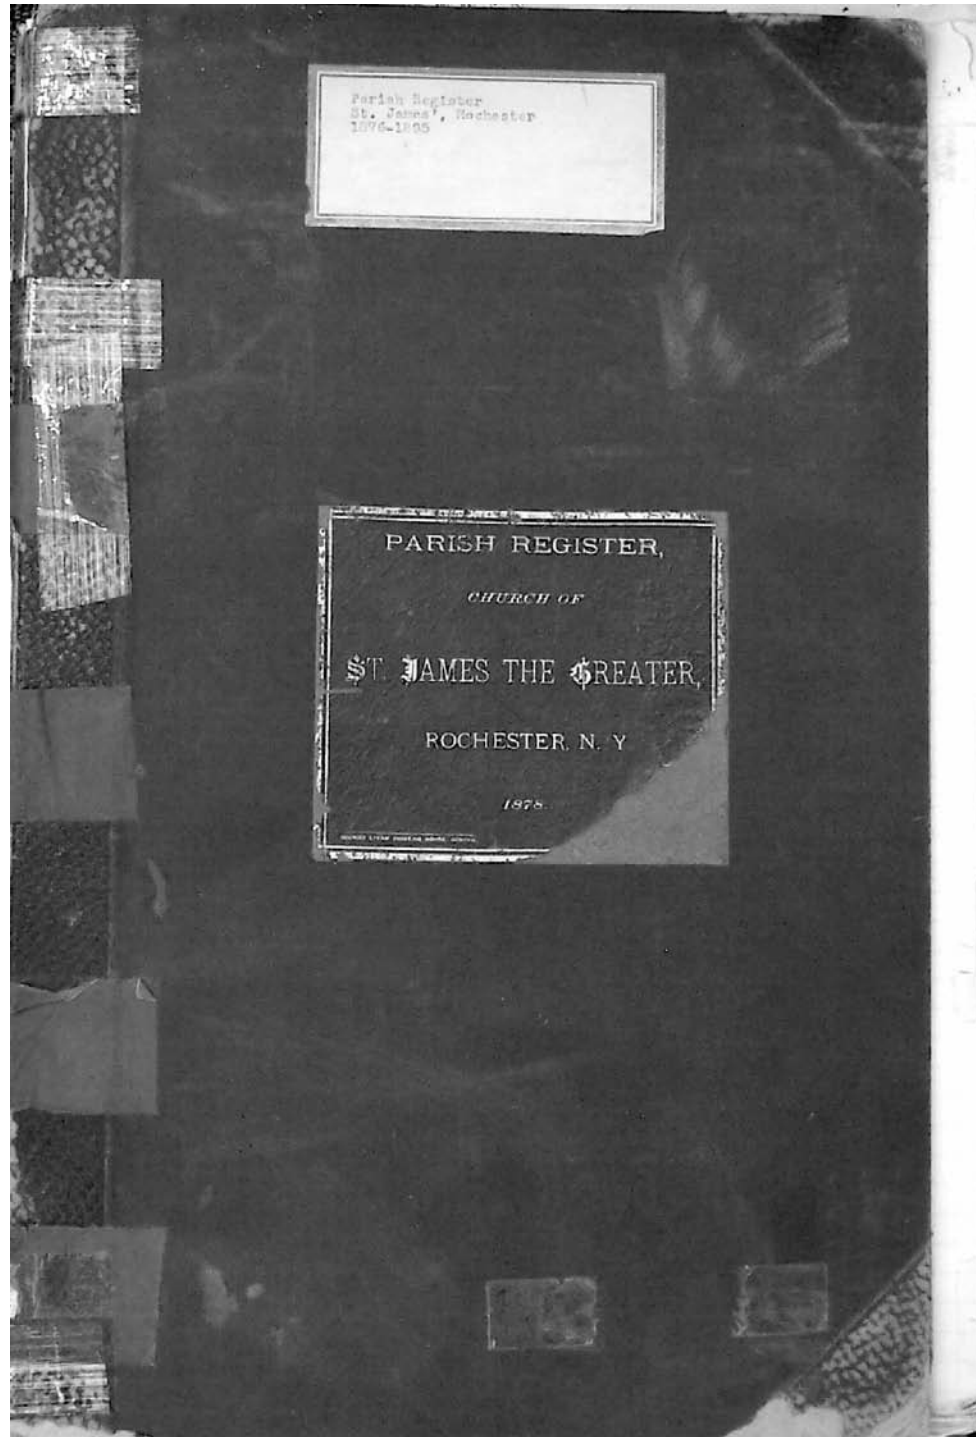 Parish Register
St. James', Rochester
1876-1895
PARISH REGISTER,
CHURCH OF
ST. JAMES THE GREATER,
ROCHESTER, N. Y
1878.